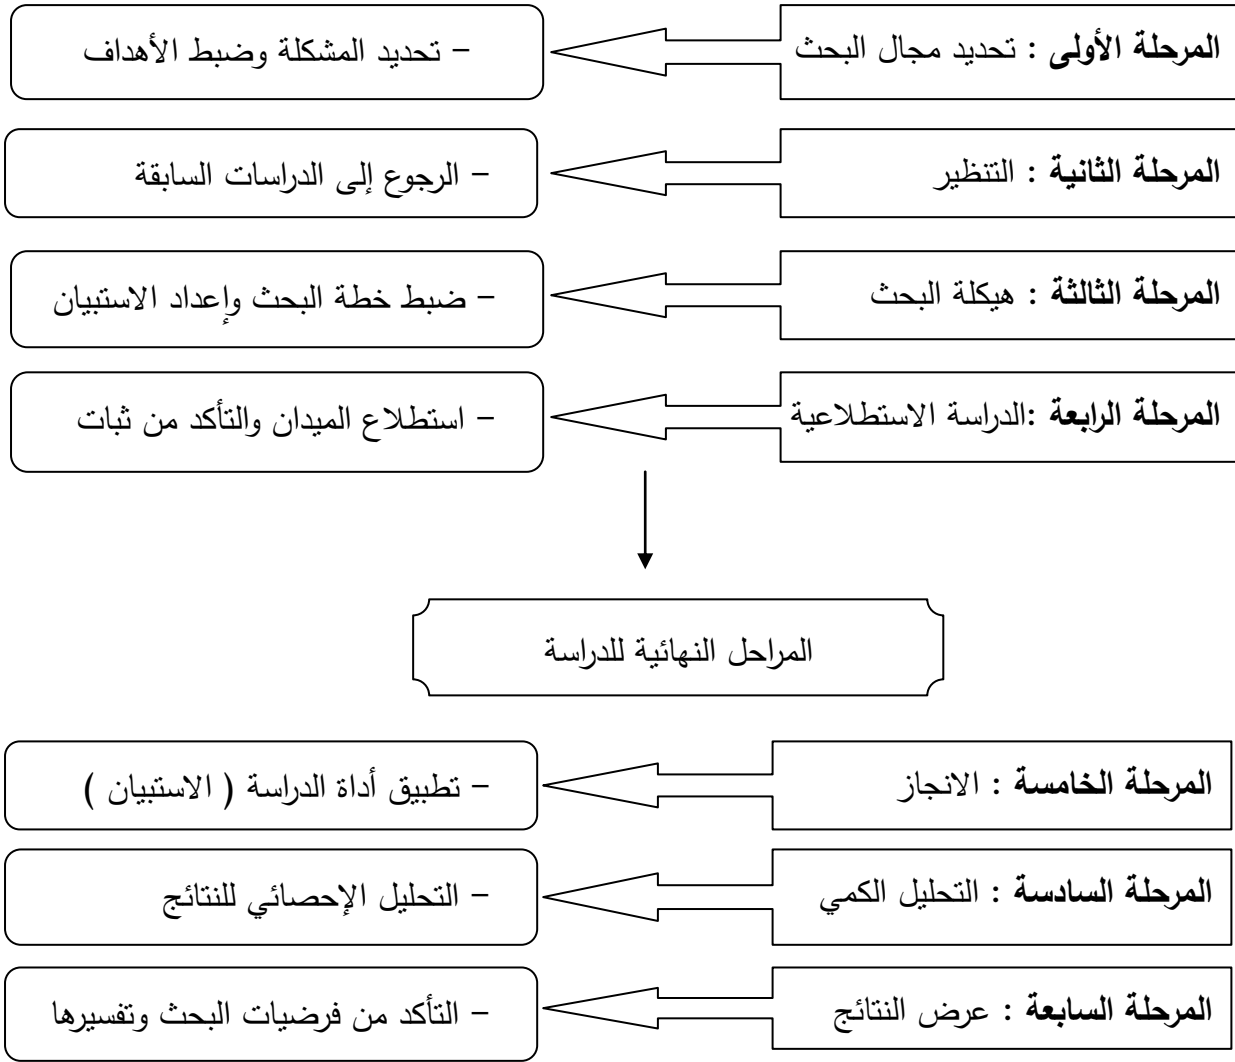 المرحلة الأولى : تحديد مجال البحث
- تحديد المشكلة وضبط الأهداف
المرحلة الثانية : التنظير
- الرجوع إلى الدراسات السابقة
المرحلة الثالثة : هيكلة البحث
- ضبط خطة البحث وإعداد الاستبيان
المرحلة الرابعة :الدراسة الاستطلاعية
- استطلاع الميدان والتأكد من ثبات
المراحل النهائية للدراسة
المرحلة الخامسة : الانجاز
- تطبيق أداة الدراسة ( الاستبيان )
المرحلة السادسة : التحليل الكمي
- التحليل الإحصائي للنتائج
المرحلة السابعة : عرض النتائج
- التأكد من فرضيات البحث وتفسيرها